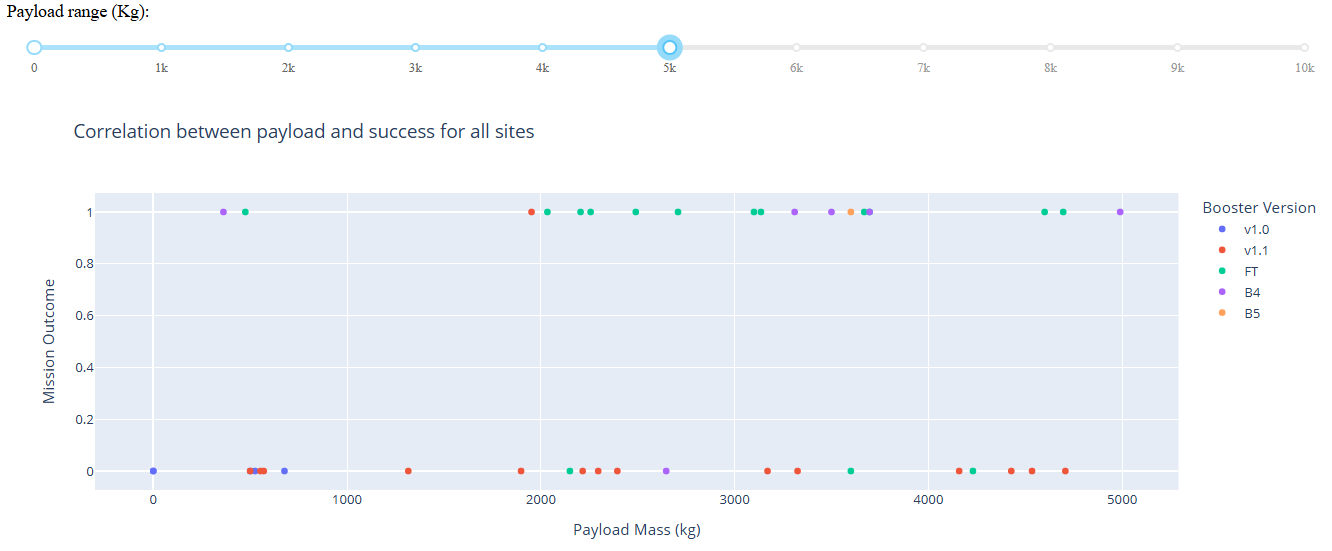 Payload range (Kg):
0 1k 2k 3k 4k 5k 6k 7k 8k 9k 10k
Correlation between payload and success for all sites
Booster Version
v1.0
v1.1
FT
B4
B5
Mission Outcome
1
0.8
0.6
0.4
0.2
0
0 1000 2000 3000 4000 5000
Payload Mass (kg)